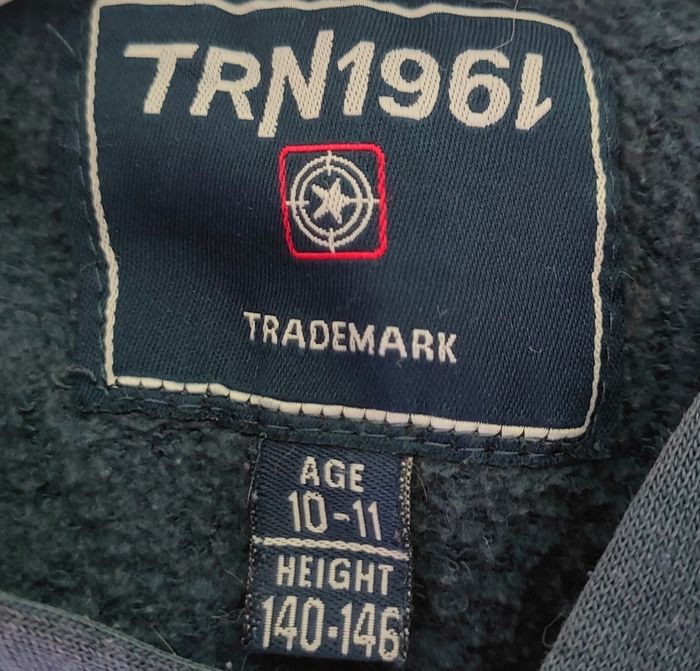 TRN1961
TRADEMARK
AGE
10-11
HEIGHT
140-146